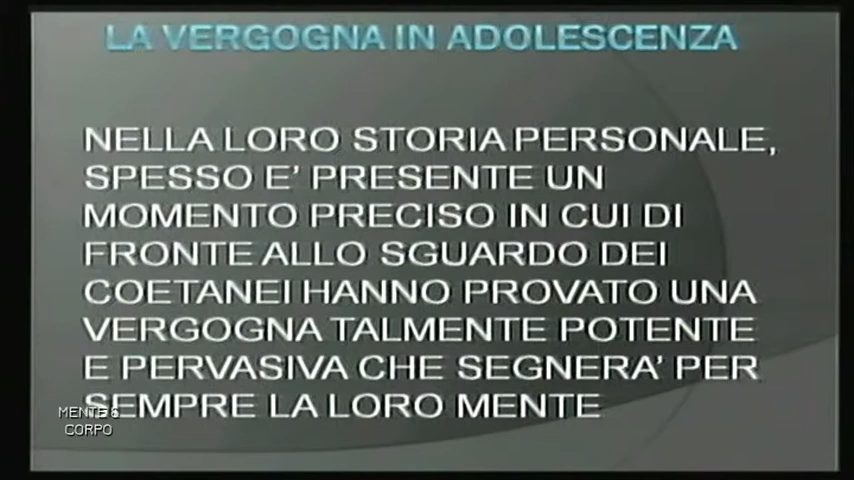 LA VERGOGNA IN ADOLESCENZA
NELLA LORO STORIA PERSONALE,
SPESSO E' PRESENTE UN
MOMENTO PRECISO IN CUI DI
FRONTE ALLO SGUARDO DEI
COETANEI HANNO PROVATO UNA
VERGOGNA TALMENTE POTENTE
E PERVASIVA CHE SEGNERA' PER
SEMPRE LA LORO MENTE
MENTE &
CORPO